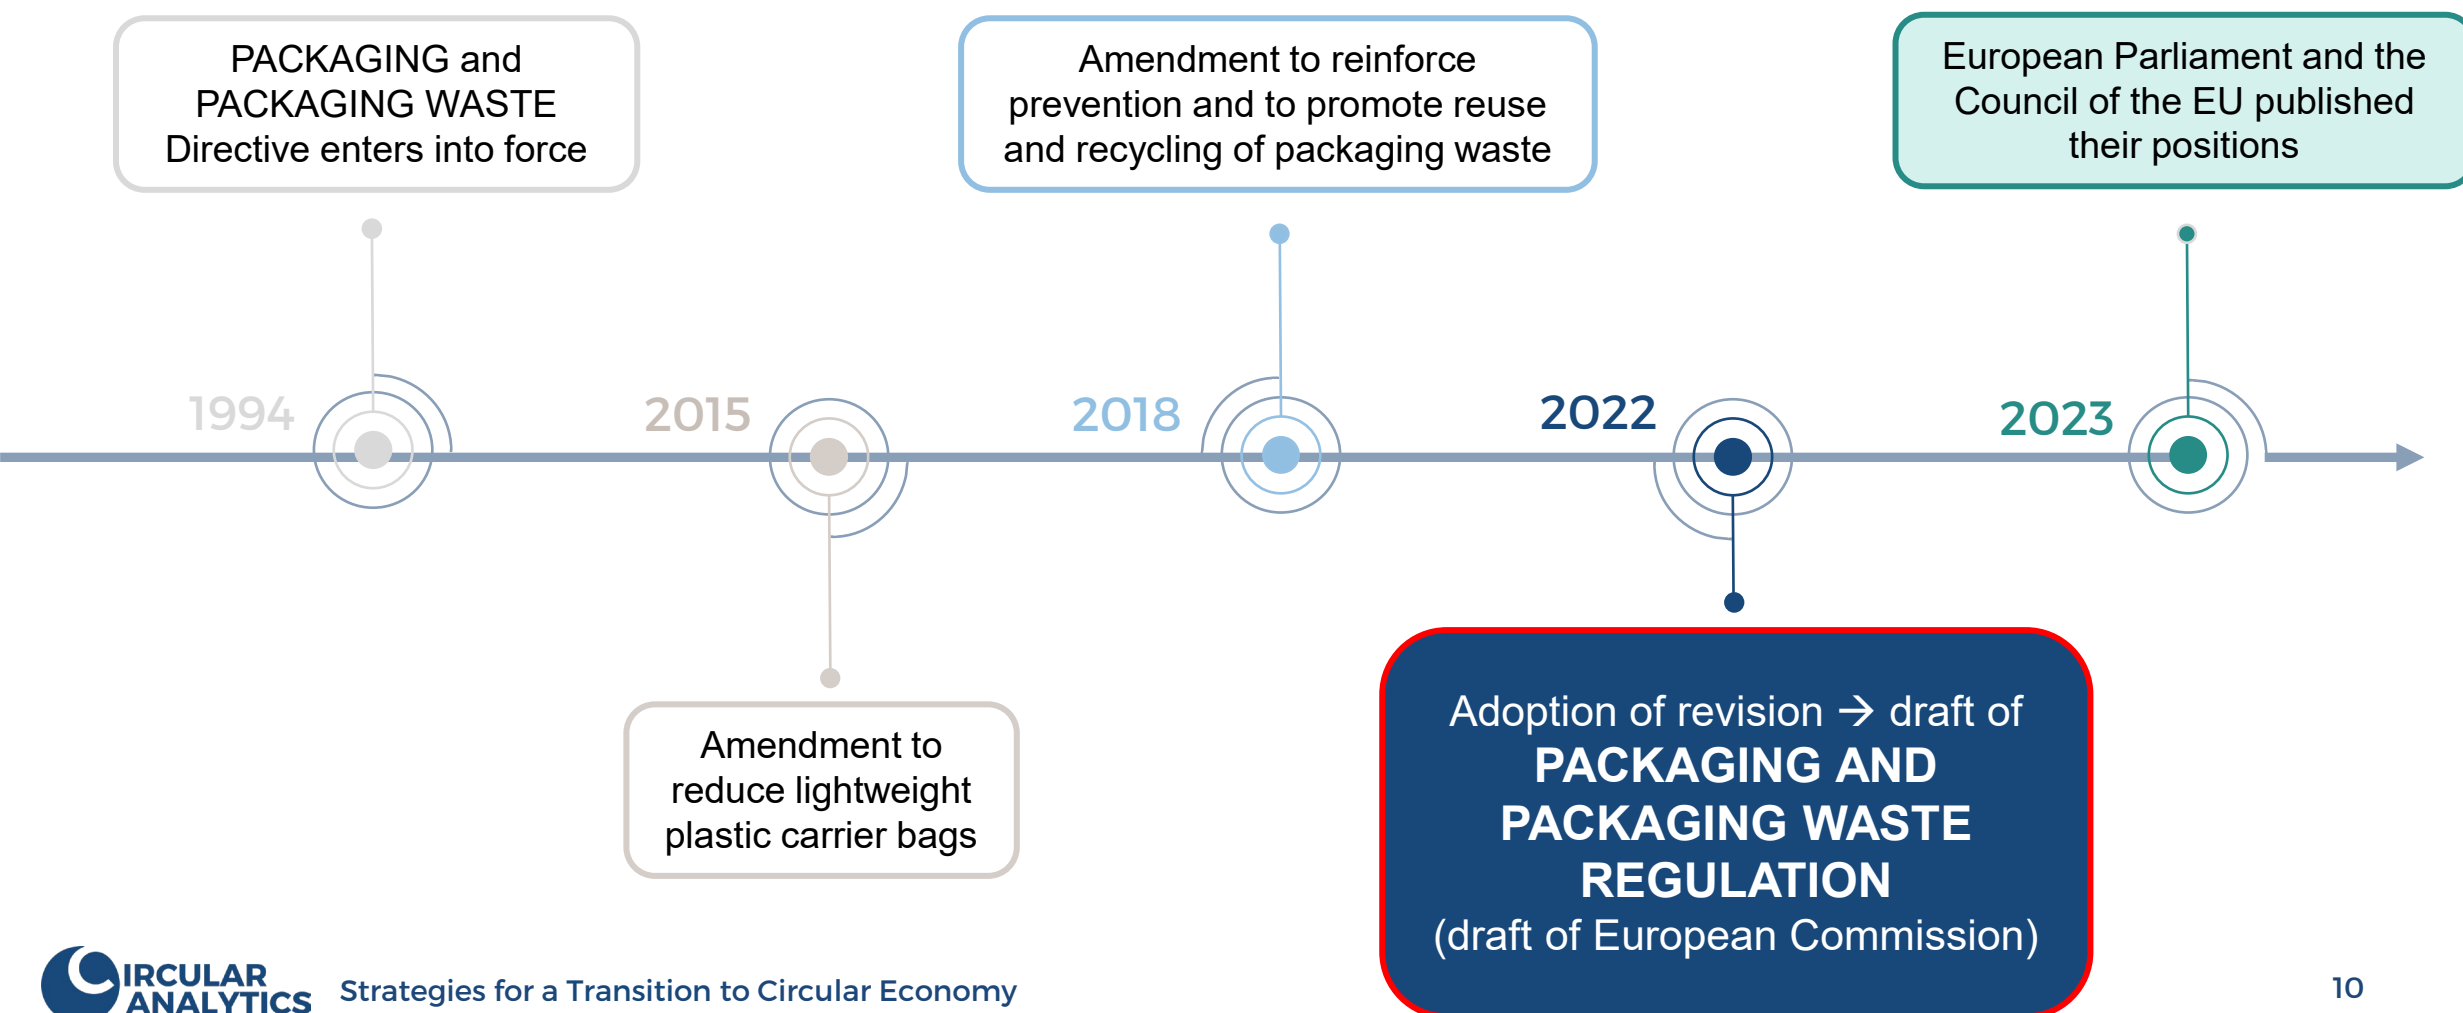 PACKAGING and
PACKAGING WASTE
Directive enters into force
Amendment to reinforce
prevention and to promote reuse
and recycling of packaging waste
European Parliament and the
Council of the EU published
their positions
1994
2015
2018
2022
2023
Amendment to
reduce lightweight
plastic carrier bags
Adoption of revision → draft of
PACKAGING AND
PACKAGING WASTE
REGULATION
(draft of European Commission)
CIRCULAR
ANALYTICS
Strategies for a Transition to Circular Economy
10